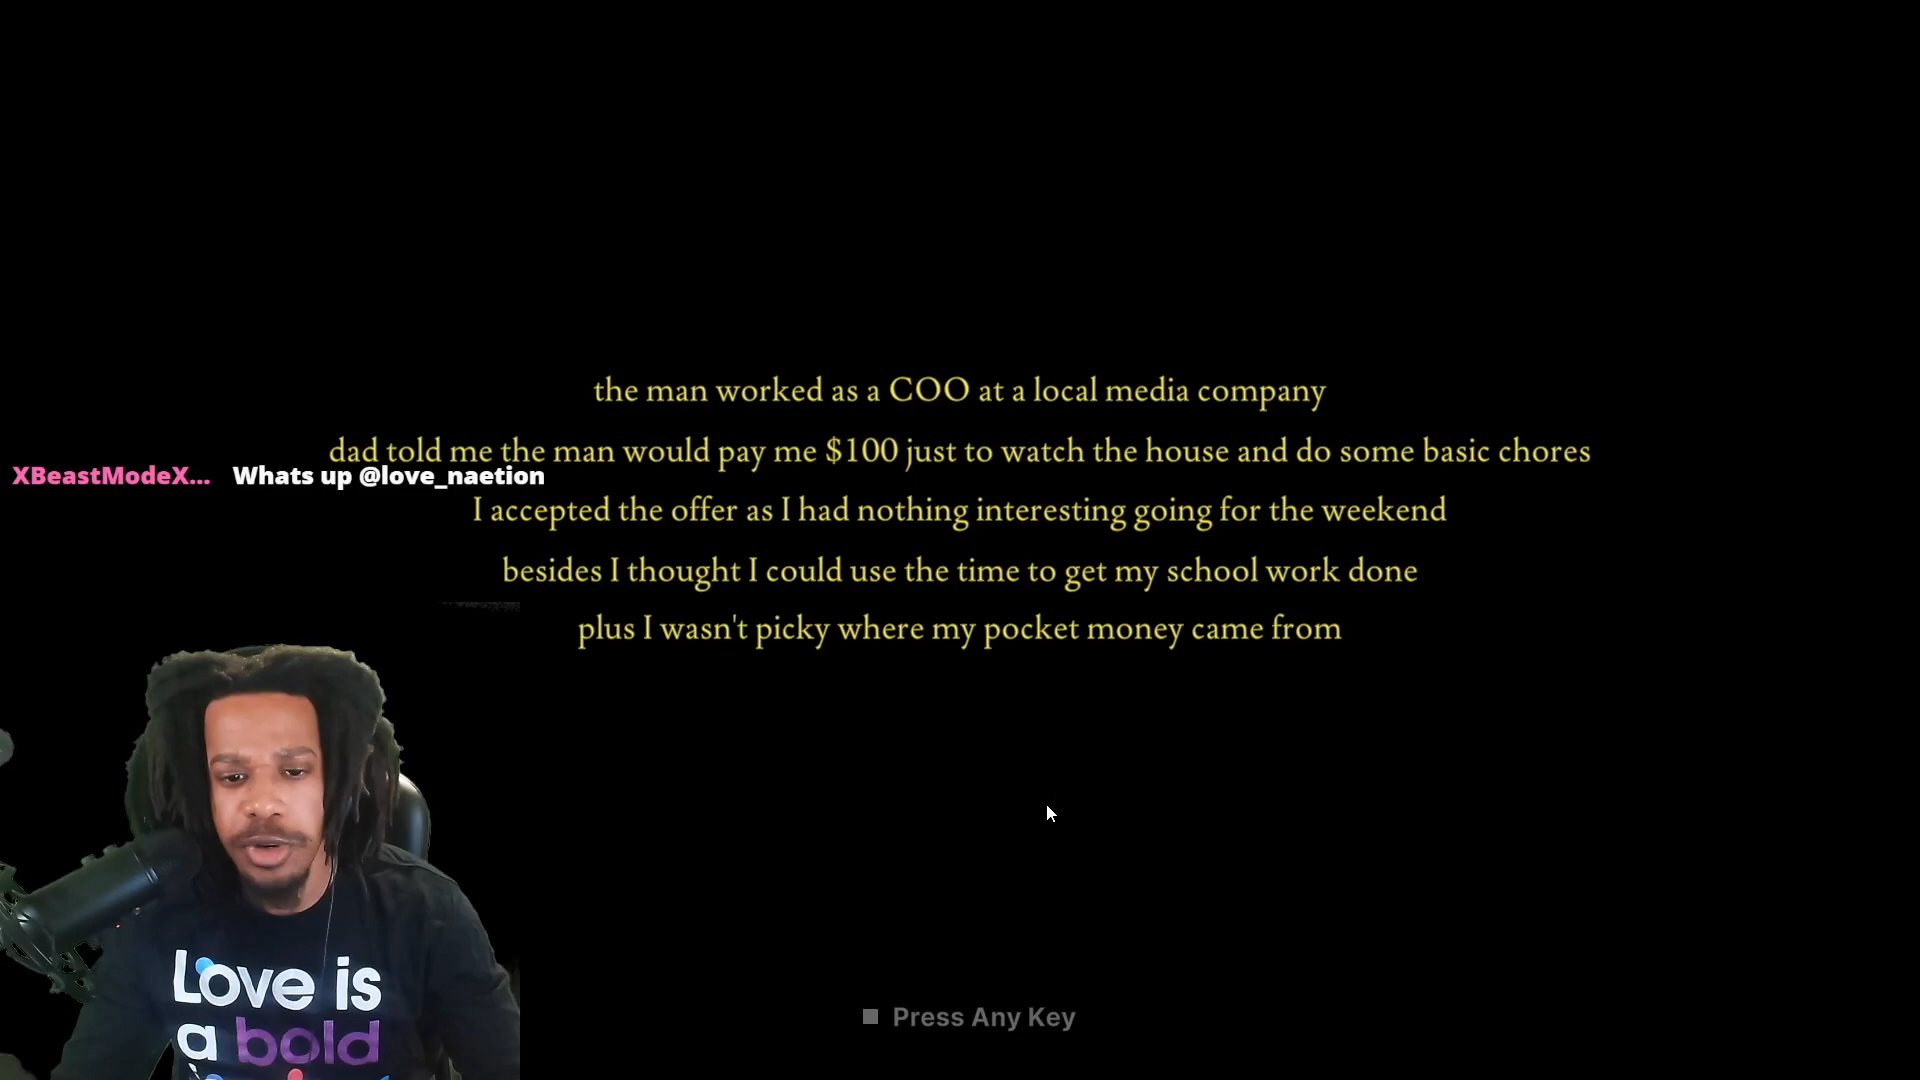 the man worked as a COO at a local media company
dad told me the man would pay me $100 just to watch the house and do some basic chores
XBeastModeX... Whats up @love_naetion
I accepted the offer as I had nothing interesting going for the weekend
besides I thought I could use the time to get my school work done
plus I wasn't picky where my pocket money came from
Love is
a bold
Press Any Key